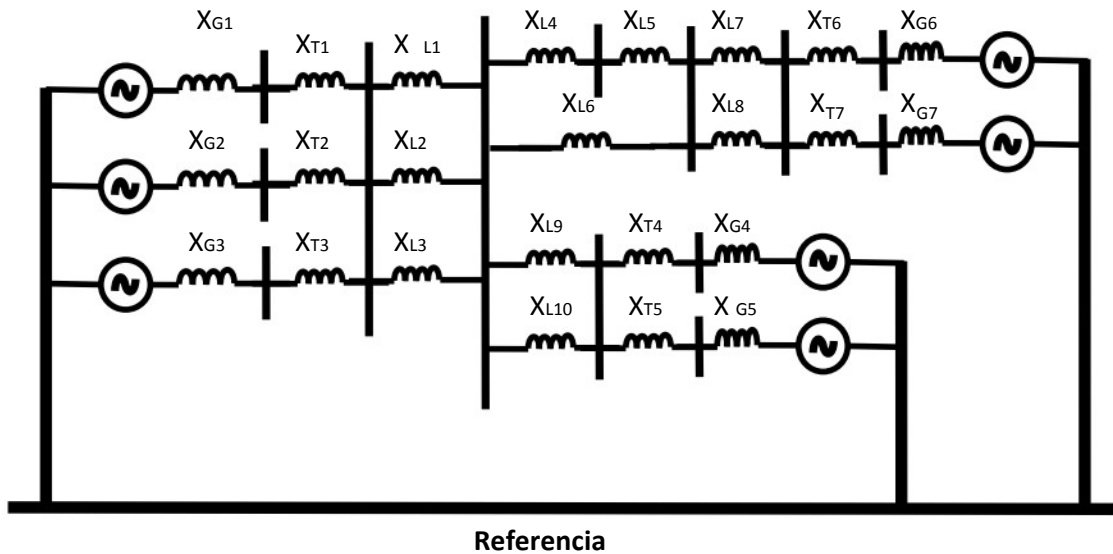 XG1 XT1 X L1 XL4 XL5 XL7 XT6 XG6
XG2 XT2 XL2 XL6 XL8 XT7 XG7
XG3 XT3 XL3 XL9 XT4 XG4
XL10 XT5 X G5
Referencia